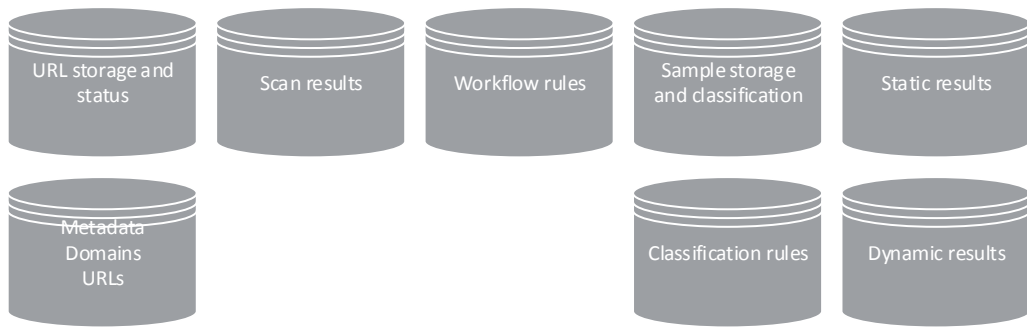 URL storage and
status
Scan results
Workflow rules
Sample storage
and classification
Static results
Metadata
Domains
URLs
Classification rules
Dynamic results